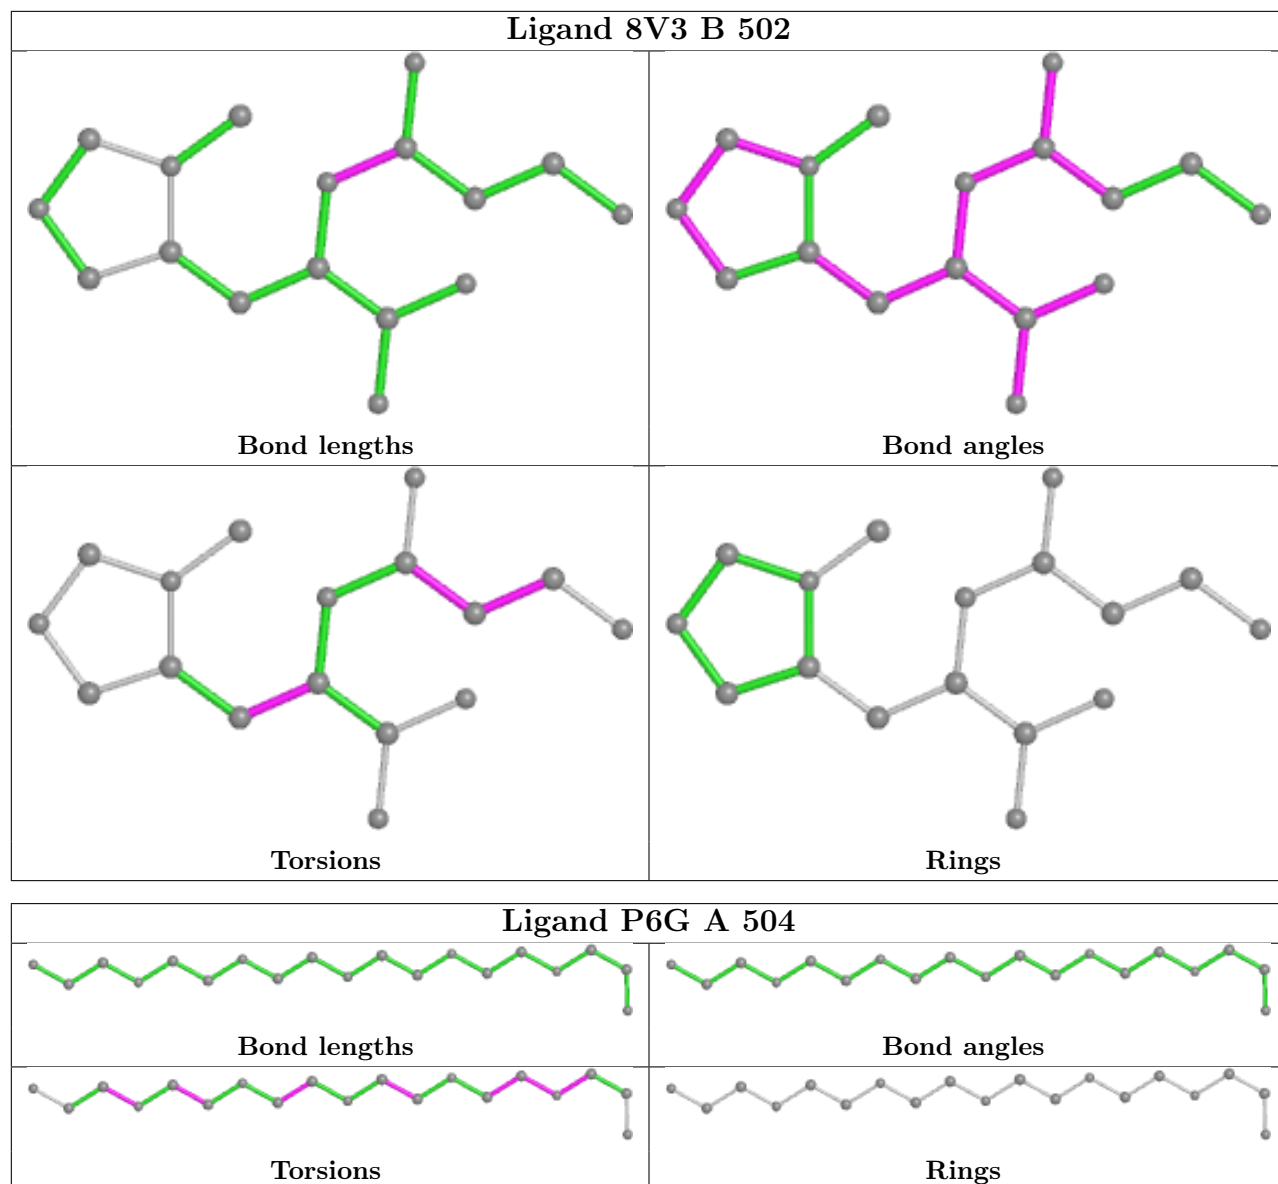 Ligand 8V3 B 502
Bond lengths
Bond angles
Torsions
Rings
Ligand P6G A 504
Bond lengths
Bond angles
Torsions
Rings